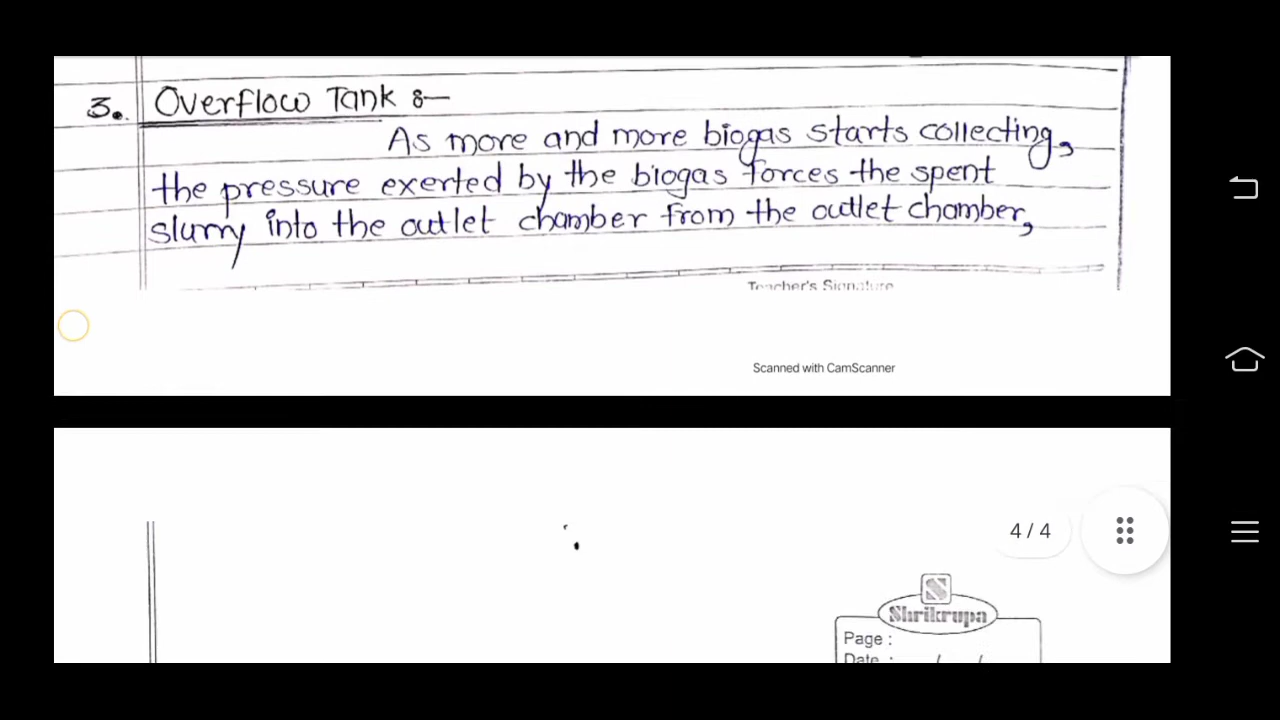 3. Overflow Tank :-
As more and more biogas starts collecting,
the pressure exerted by the biogas forces the spent
slurry into the outlet chamber from the outlet chamber,
Teacher's Signature
Scanned with CamScanner
4 / 4
Shrikrupa
Page :
Date : / /